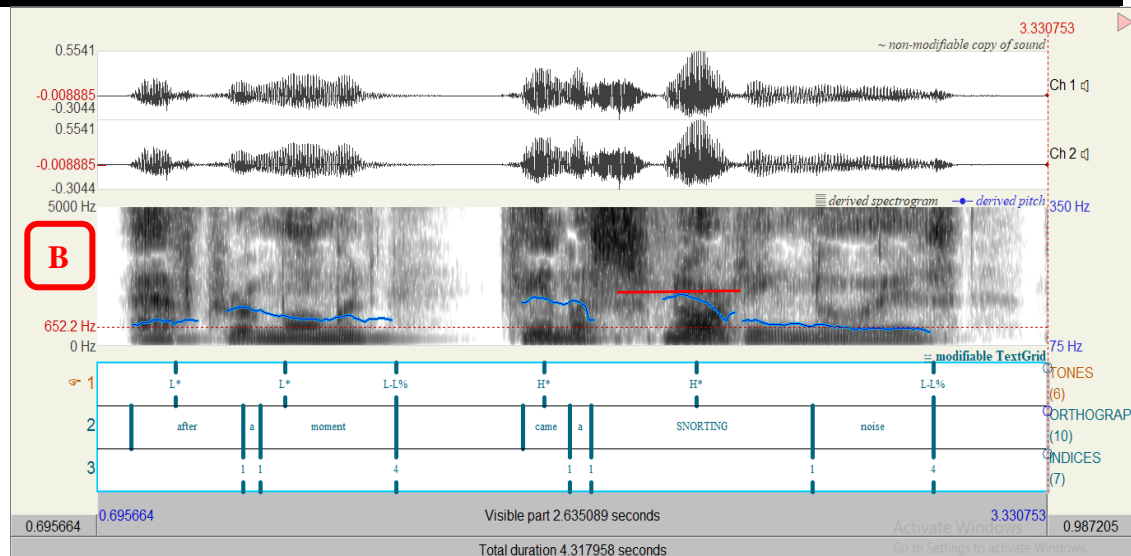 3.330753
~ non-modifiable copy of sound
0.5541
-0.008885
-0.3044
Ch 1
0.5541
-0.008885
-0.3044
Ch 2
5000 Hz
derived spectrogram
derived pitch
350 Hz
B
652.2 Hz
0 Hz
75 Hz
modifiable TextGrid
1
L*
L*
L-L%
H*
H*
L-L%
TONES
(6)
2
after
a
moment
came
a
SNORTING
noise
ORTHOGRAP
(10)
3
1
1
4
1
1
1
4
INDICES
(7)
0.695664
0.695664
Visible part 2.635089 seconds
3.330753
0.987205
Total duration 4.317958 seconds
Activate Windows
Go to Settings to activate Windows.